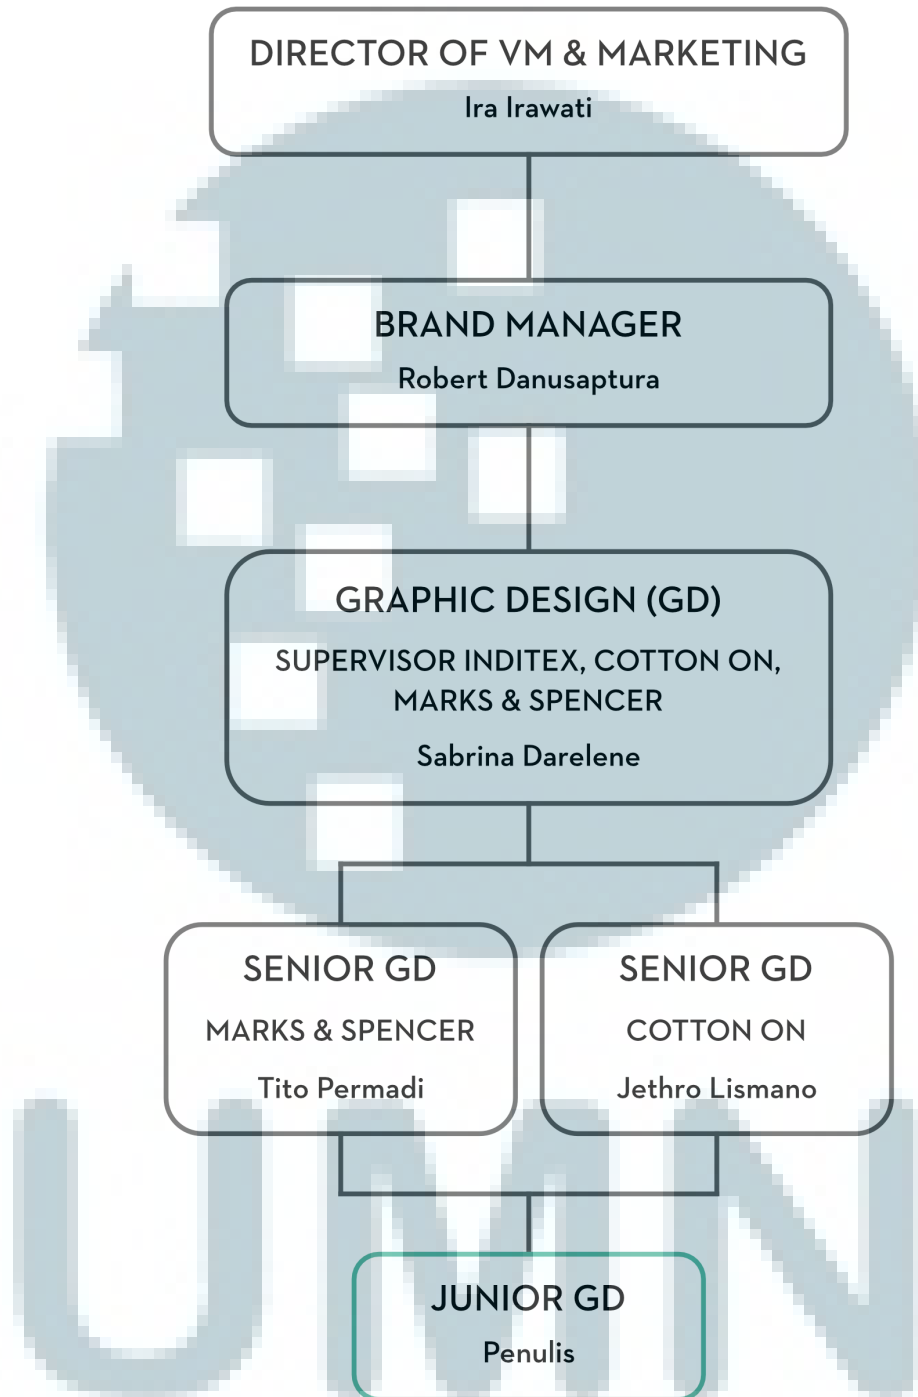 DIRECTOR OF VM & MARKETING
Ira Irawati
BRAND MANAGER
Robert Danusaptura
GRAPHIC DESIGN (GD)
SUPERVISOR INDITEX, COTTON ON,
MARKS & SPENCER
Sabrina Darelene
SENIOR GD
MARKS & SPENCER
Tito Permadi
SENIOR GD
COTTON ON
Jethro Lismano
JUNIOR GD
Penulis
UMN